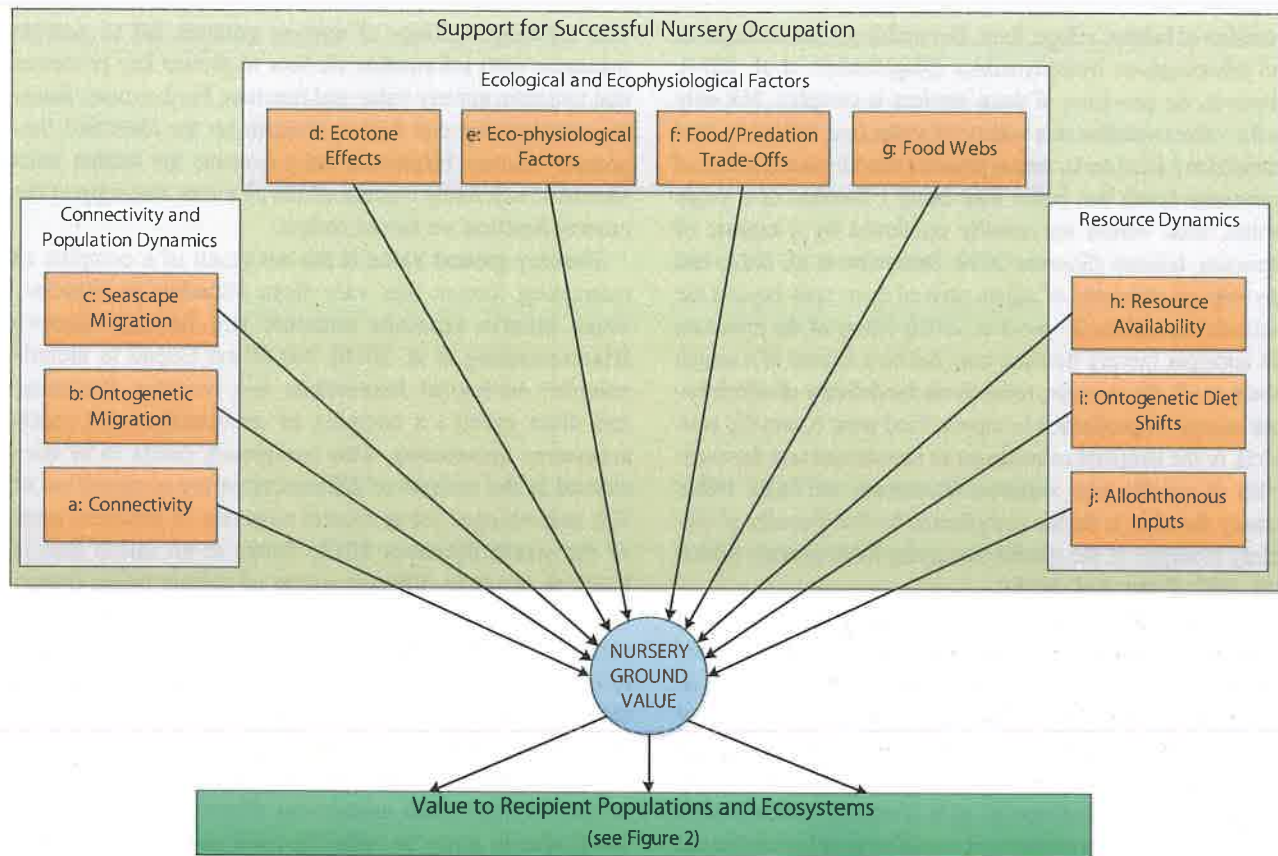 Support for Successful Nursery Occupation
Ecological and Ecophysiological Factors
d: Ecotone
Effects
e: Eco-physiological
Factors
f: Food/Predation
Trade-Offs
g: Food Webs
Connectivity and
Population Dynamics
c: Seascape
Migration
b: Ontogenetic
Migration
a: Connectivity
Resource Dynamics
h: Resource
Availability
i: Ontogenetic Diet
Shifts
j: Allochthonous
Inputs
NURSERY
GROUND
VALUE
Value to Recipient Populations and Ecosystems
(see Figure 2)